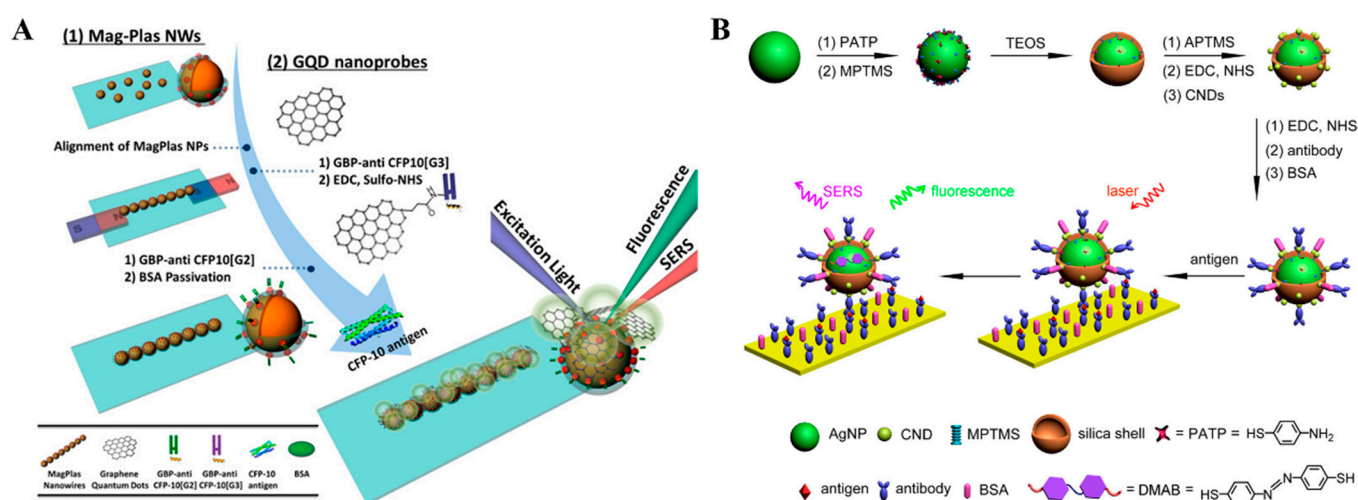 A
(1) Mag-Plas NWs
(2) GQD nanoprobes
Alignment of MagPlas NPs
1) GBP-anti CFP10[G3]
2) EDC, Sulfo-NHS
S
N
S
N
H
N
O
1) GBP-anti CFP10[G2]
2) BSA Passivation
CFP-10 antigen
Excitation Light
Fluorescence
SERS
MagPlas
Nanowires
Graphene
Quantum Dots
GBP-anti
CFP-10[G2]
GBP-anti
CFP-10[G3]
CFP-10
antigen
BSA
B
(1) PATP
(2) MPTMS
TEOS
(1) APTMS
(2) EDC, NHS
(3) CNDs
(1) EDC, NHS
(2) antibody
(3) BSA
SERS
fluorescence
laser
antigen
AgNP
CND
MPTMS
silica shell
= PATP =
HS
NH2
antigen
antibody
BSA
= DMAB =
HS
N
N
SH